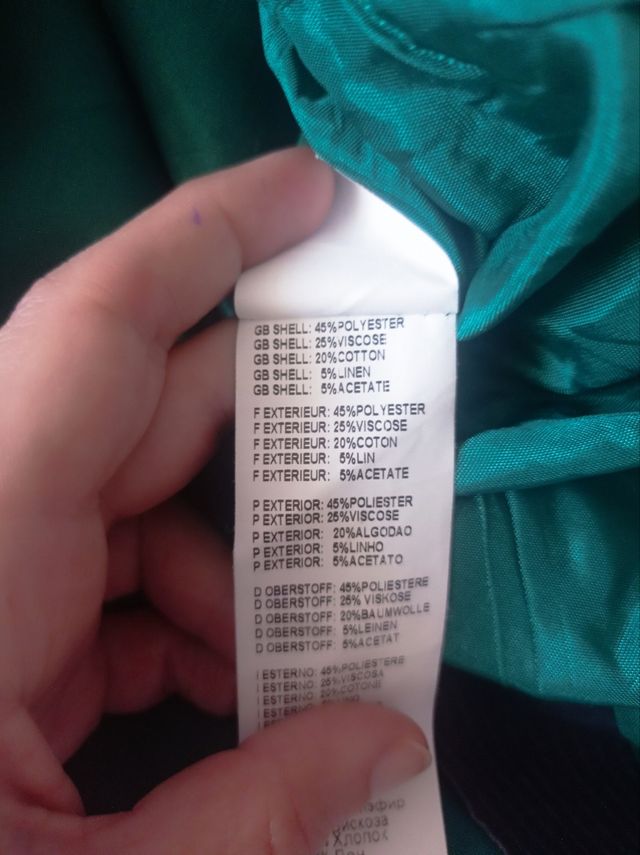 GB SHELL: 45%POLYESTER
GB SHELL: 25%VISCOSE
GB SHELL: 20%COTTON
GB SHELL: 5%LINEN
GB SHELL: 5%ACETATE
F EXTERIEUR: 45%POLYESTER
F EXTERIEUR: 25%VISCOSE
F EXTERIEUR: 20%COTON
F EXTERIEUR: 5%LIN
F EXTERIEUR: 5%ACETATE
P EXTERIOR: 45%POLIESTER
P EXTERIOR: 25%VISCOSE
P EXTERIOR: 20%ALGODAO
P EXTERIOR: 5%LINHO
P EXTERIOR: 5%ACETATO
D OBERSTOFF: 45%POLIESTERE
D OBERSTOFF: 25% VISKOSE
D OBERSTOFF: 20%BAUMWOLLE
D OBERSTOFF: 5%LEINEN
D OBERSTOFF: 5%ACETAT
I ESTERNO: 45%POLIESTERE
I ESTERNO: 25%VISCOSA
I ESTERNO: 20%COTONE
I ESTERNO:
Хлопок